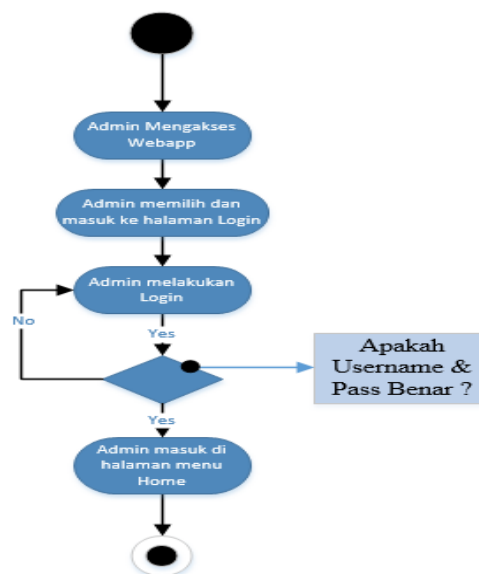 Admin Mengakses
Webapp
Admin memilih dan
masuk ke halaman Login
Admin melakukan
Login
No
Yes
Apakah
Username &
Pass Benar ?
Yes
Admin masuk di
halaman menu
Home